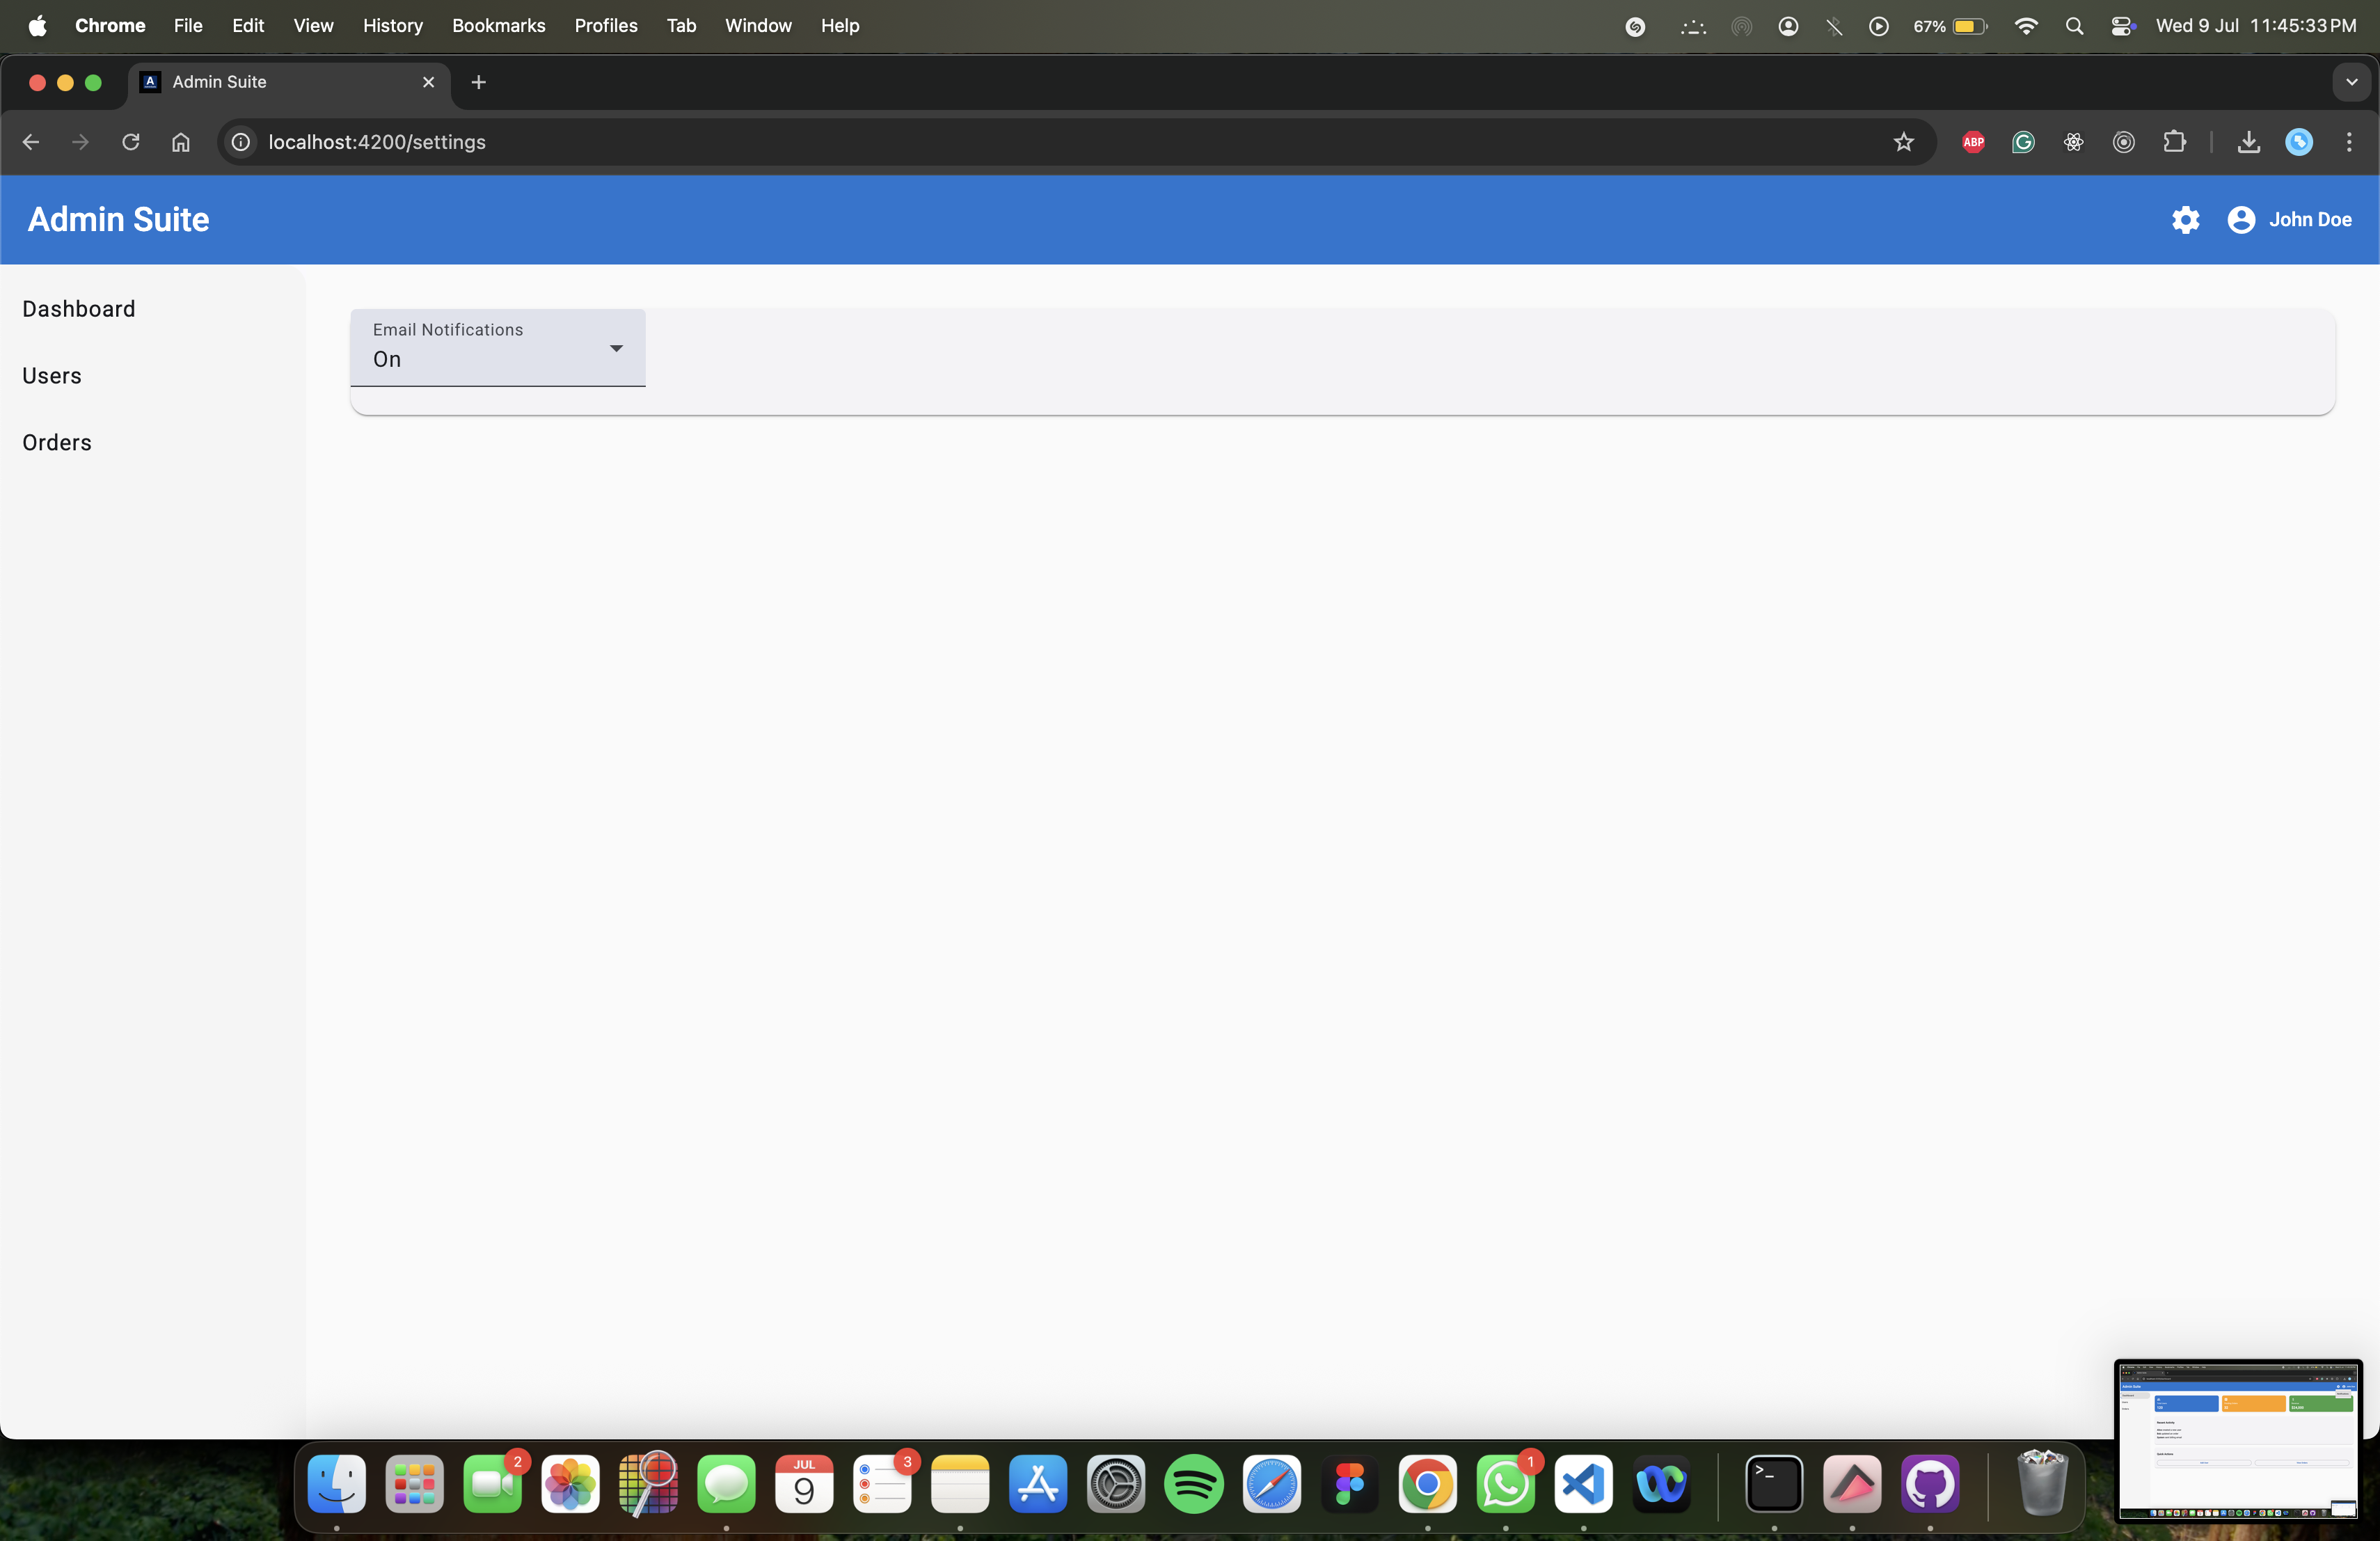 Chrome File Edit View History Bookmarks Profiles Tab Window Help 67% Wed 9 Jul 11:45:33 PM
A Admin Suite
localhost:4200/settings ABP
Admin Suite John Doe
Dashboard
Email Notifications
On
Users
Orders
2 JUL 9 3 1 >_